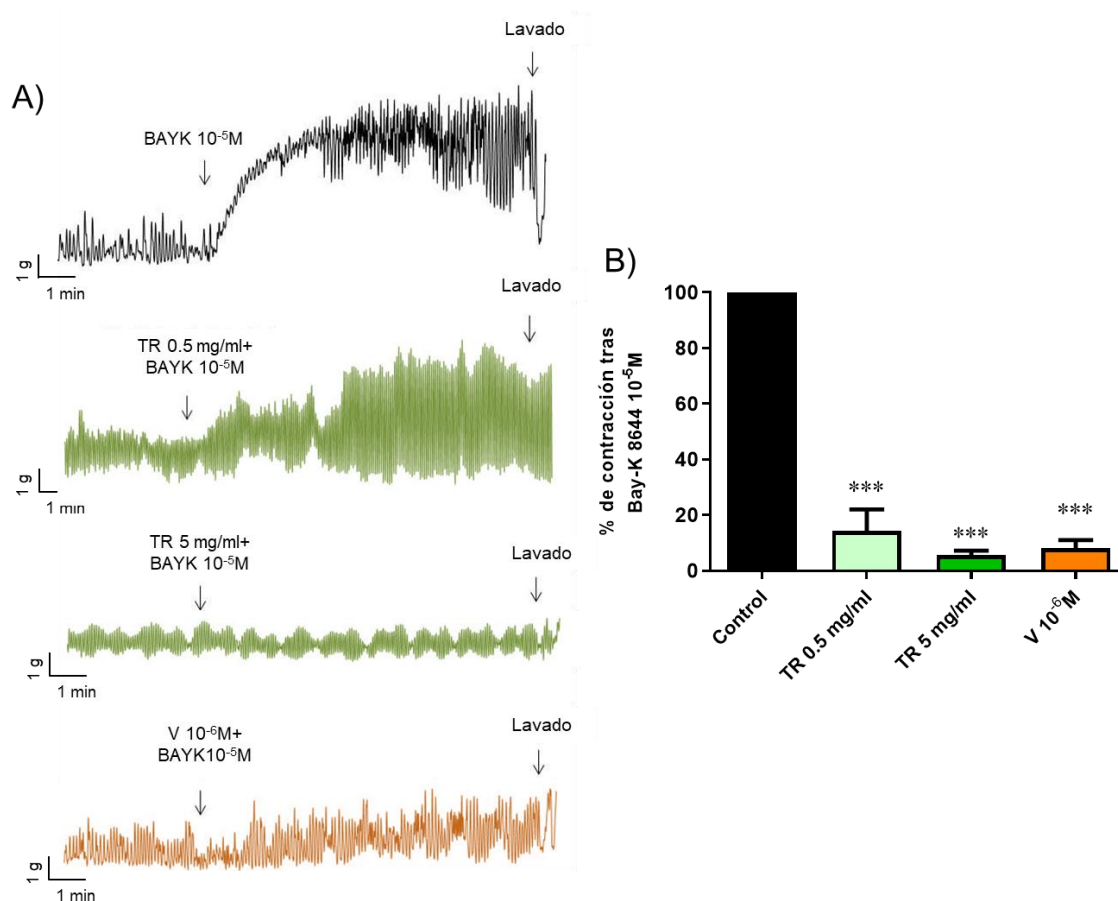 A)
Lavado
BAYK 10⁻⁵M
1 g
1 min
Lavado
TR 0.5 mg/ml+
BAYK 10⁻⁵M
1 g
1 min
Lavado
TR 5 mg/ml+
BAYK 10⁻⁵M
1 g
1 min
Lavado
V 10⁻⁶M+
BAYK10⁻⁵M
1 g
1 min
B)
% de contracción tras
Bay-K 8644 10⁻⁵M
100
80
60
40
20
0
***
***
***
Control
TR 0.5 mg/ml
TR 5 mg/ml
V 10⁻⁶M